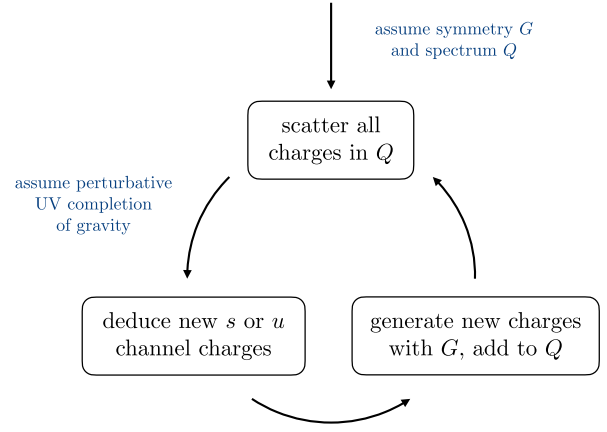 assume symmetry G
and spectrum Q
scatter all
charges in Q
assume perturbative
UV completion
of gravity
deduce new s or u
channel charges
generate new charges
with G, add to Q